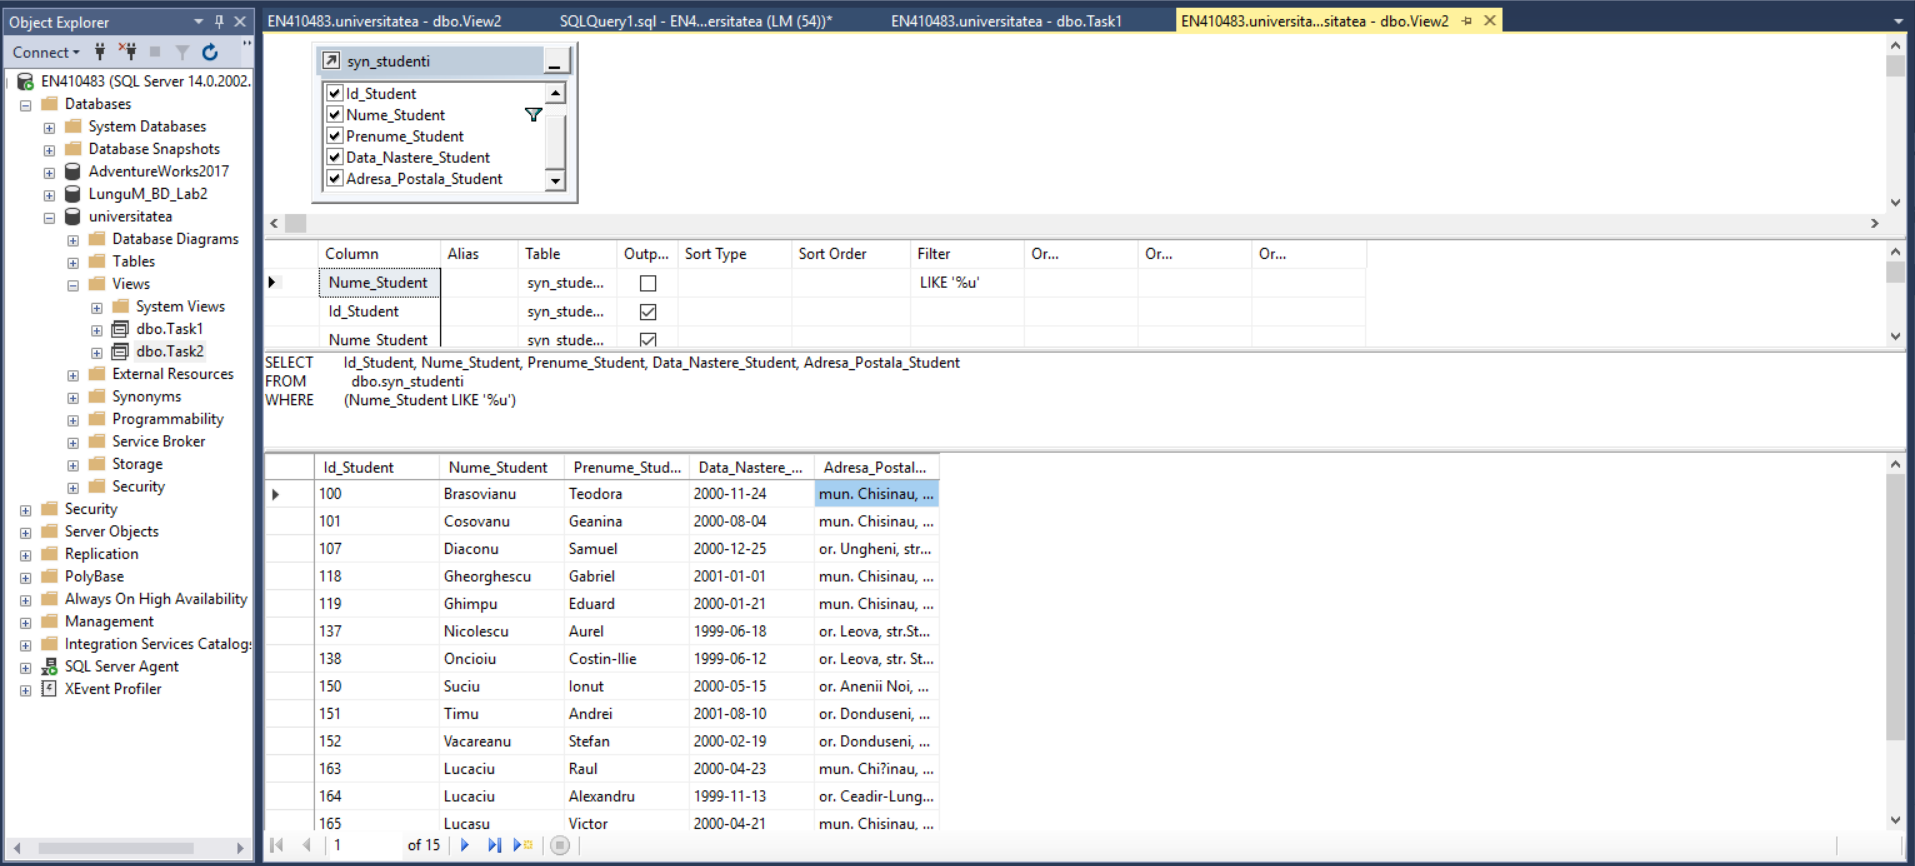 Object Explorer
Connect
EN410483 (SQL Server 14.0.2002.
Databases
System Databases
Database Snapshots
AdventureWorks2017
LunguM_BD_Lab2
universitatea
Database Diagrams
Tables
Views
System Views
dbo.Task1
dbo.Task2
External Resources
Synonyms
Programmability
Service Broker
Storage
Security
Security
Server Objects
Replication
PolyBase
Always On High Availability
Management
Integration Services Catalogs
SQL Server Agent
XEvent Profiler
EN410483.universitatea - dbo.View2 SQLQuery1.sql - EN4...ersitatea (LM (54))* EN410483.universitatea - dbo.Task1 EN410483.universita...sitatea - dbo.View2
syn_studenti
Id_Student
Nume_Student
Prenume_Student
Data_Nastere_Student
Adresa_Postala_Student
Column Alias Table Outp... Sort Type Sort Order Filter Or... Or... Or...
Nume_Student syn_stude... LIKE '%u'
Id_Student syn_stude...
Nume_Student syn_stude...
SELECT Id_Student, Nume_Student, Prenume_Student, Data_Nastere_Student, Adresa_Postala_Student
FROM dbo.syn_studenti
WHERE (Nume_Student LIKE '%u')
Id_Student Nume_Student Prenume_Stud... Data_Nastere_... Adresa_Postal...
100 Brasovianu Teodora 2000-11-24 mun. Chisinau, ...
101 Cosovanu Geanina 2000-08-04 mun. Chisinau, ...
107 Diaconu Samuel 2000-12-25 or. Ungheni, str...
118 Gheorghescu Gabriel 2001-01-01 mun. Chisinau, ...
119 Ghimpu Eduard 2000-01-21 mun. Chisinau, ...
137 Nicolescu Aurel 1999-06-18 or. Leova, str.St...
138 Oncioiu Costin-Ilie 1999-06-12 or. Leova, str. St...
150 Suciu Ionut 2000-05-15 or. Anenii Noi, ...
151 Timu Andrei 2001-08-10 or. Donduseni, ...
152 Vacareanu Stefan 2000-02-19 or. Donduseni, ...
163 Lucaciu Raul 2000-04-23 mun. Chi?inau, ...
164 Lucaciu Alexandru 1999-11-13 or. Ceadir-Lung...
165 Lucasu Victor 2000-04-21 mun. Chisinau, ...
1 of 15